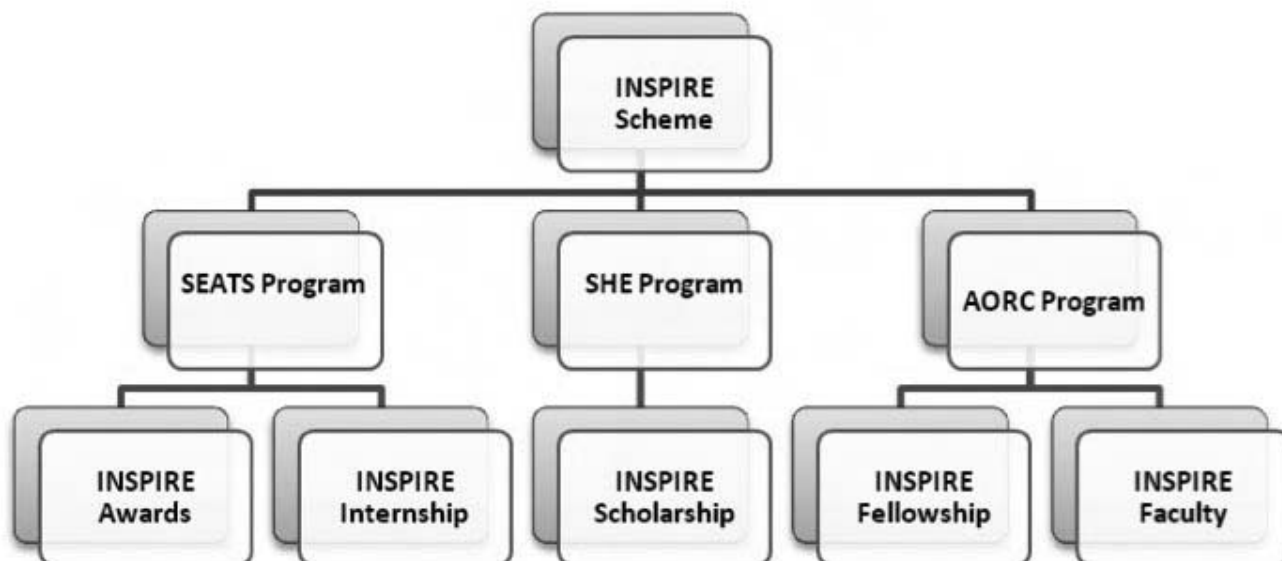 INSPIRE
Scheme
SEATS Program
SHE Program
AORC Program
INSPIRE
Awards
INSPIRE
Internship
INSPIRE
Scholarship
INSPIRE
Fellowship
INSPIRE
Faculty